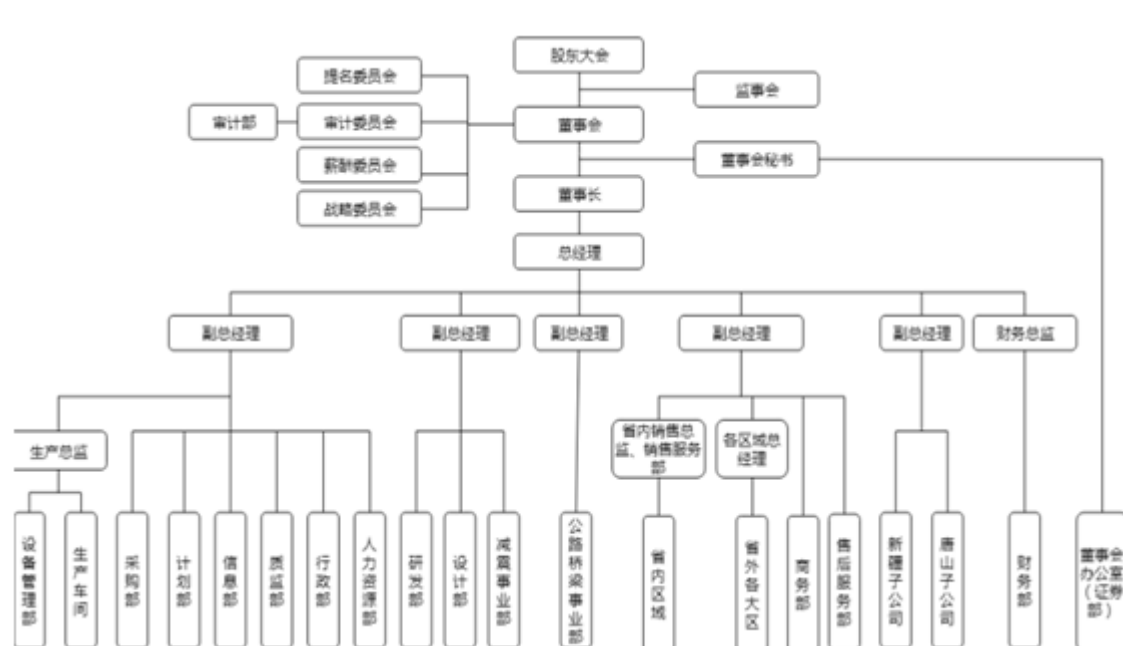 股东大会
提名委员会
监事会
审计部
审计委员会
董事会
薪酬委员会
董事会秘书
战略委员会
董事长
总经理
副总经理
副总经理
副总经理
副总经理
副总经理
财务总监
生产总监
省内销售总
监、销售服务
部
各区域总
经理
设备管理部
生产车间
采购部
计划部
信息部
质监部
行政部
人力资源部
研发部
设计部
减震事业部
公路桥梁事业部
省内区域
省外各大区
商务部
售后服务部
新疆子公司
唐山子公司
财务部
董事会
办公室
（证券
部）